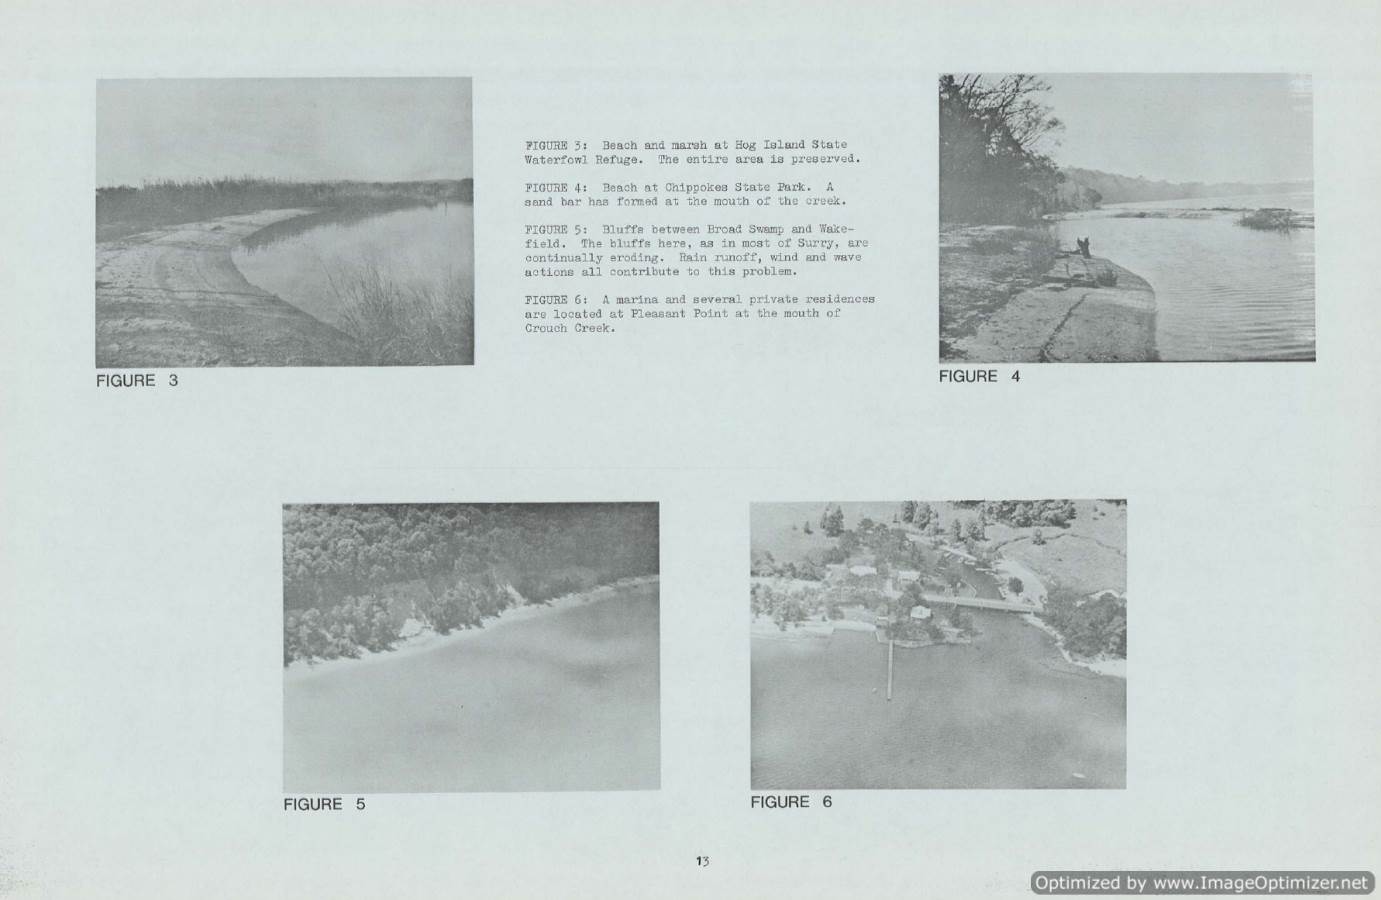 FIGURE 3:  Beach and marsh at Hog Island State
Waterfowl Refuge.  The entire area is preserved.
FIGURE 4:  Beach at Chippokes State Park.  A
sand bar has formed at the mouth of the creek.
FIGURE 5:  Bluffs between Broad Swamp and Wake-
field.  The bluffs here, as in most of Surry, are
continually eroding.  Rain runoff, wind and wave
actions all contribute to this problem.
FIGURE 6:  A marina and several private residences
are located at Pleasant Point at the mouth of
Crouch Creek.
FIGURE 3
FIGURE 4
FIGURE 5
FIGURE 6
13
Optimized by www.ImageOptimizer.net